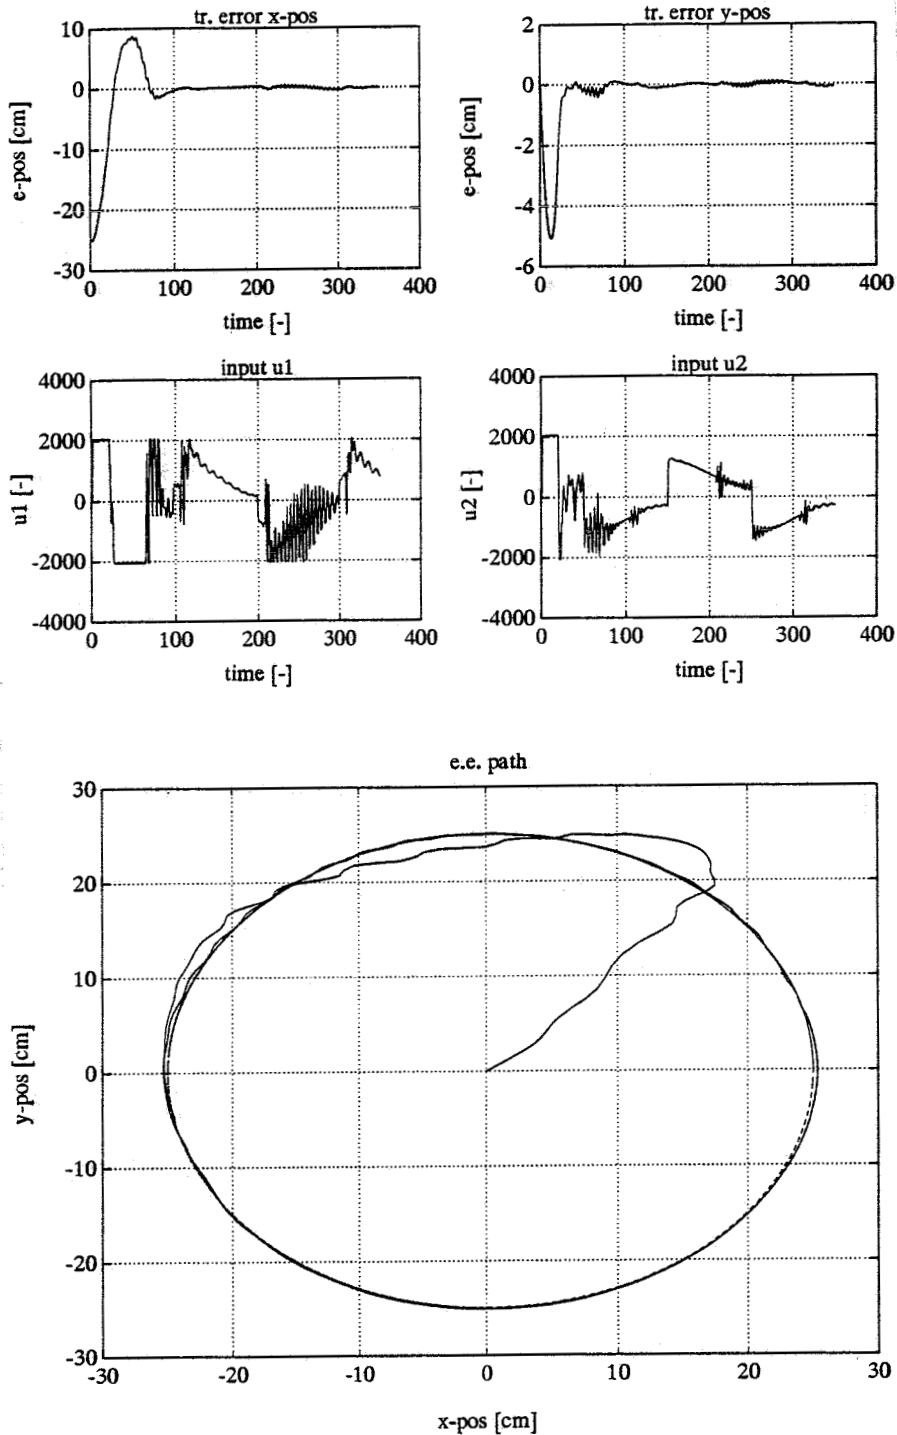 tr. error x-pos
10
0
-10
-20
-30
e-pos [cm]
0 100 200 300 400
time [-]
tr. error y-pos
2
0
-2
-4
-6
e-pos [cm]
0 100 200 300 400
time [-]
input u1
4000
2000
0
-2000
-4000
u1 [-]
0 100 200 300 400
time [-]
input u2
4000
2000
0
-2000
-4000
u2 [-]
0 100 200 300 400
time [-]
e.e. path
30
20
10
0
-10
-20
-30
y-pos [cm]
-30 -20 -10 0 10 20 30
x-pos [cm]